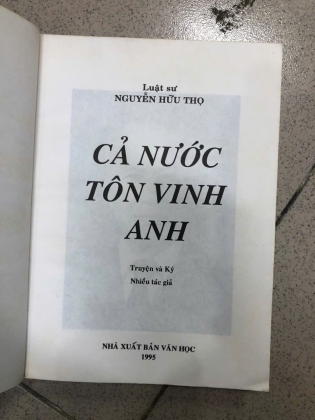 Luật sư
NGUYỄN HỮU THỌ
CẢ NƯỚC
TÔN VINH
ANH
Truyện và Ký
Nhiều tác giả
NHÀ XUẤT BẢN VĂN HỌC
1995